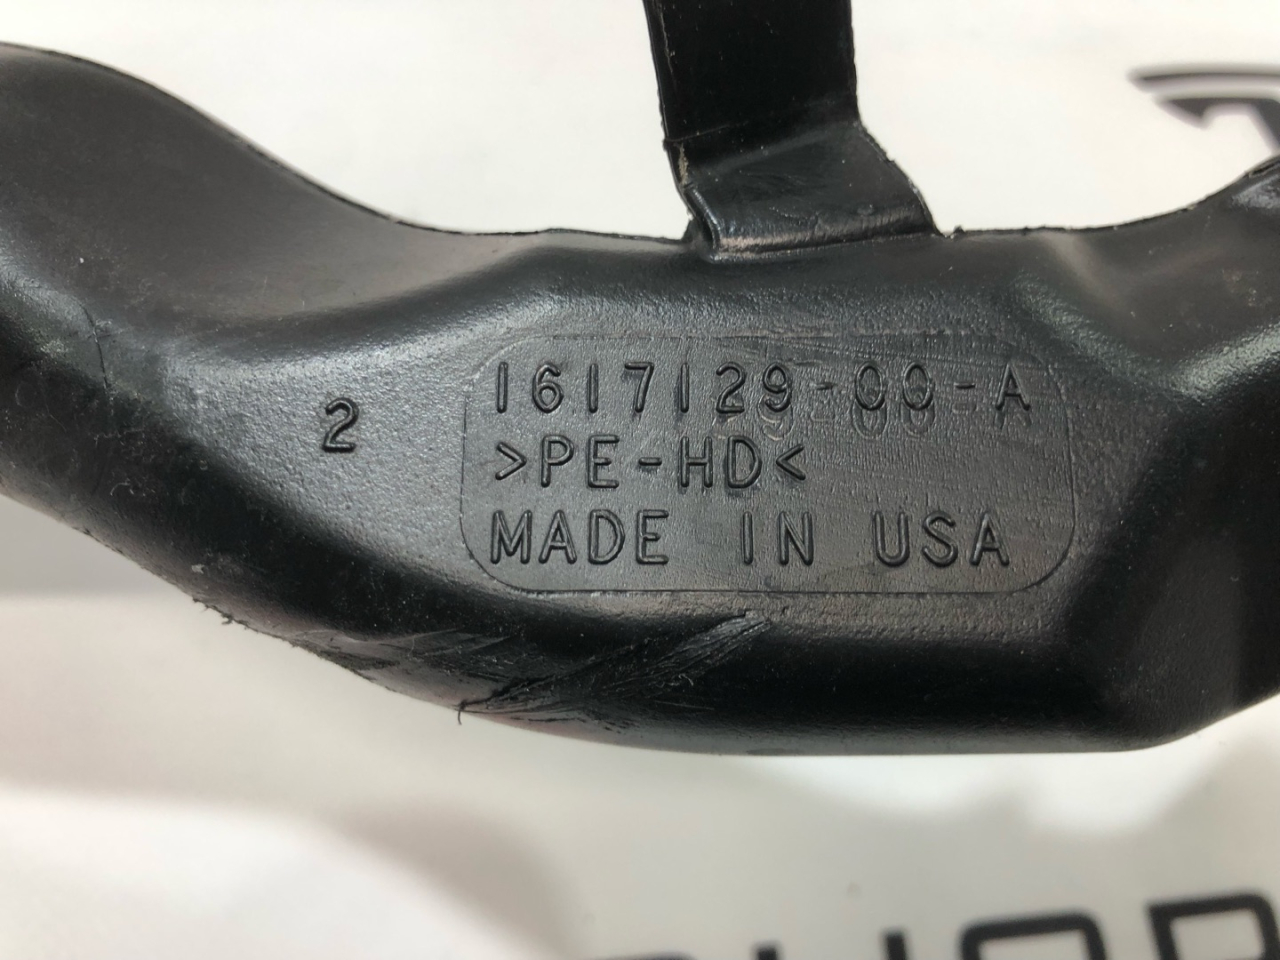 1617129-00-A
2
>PE-HD<
MADE IN USA